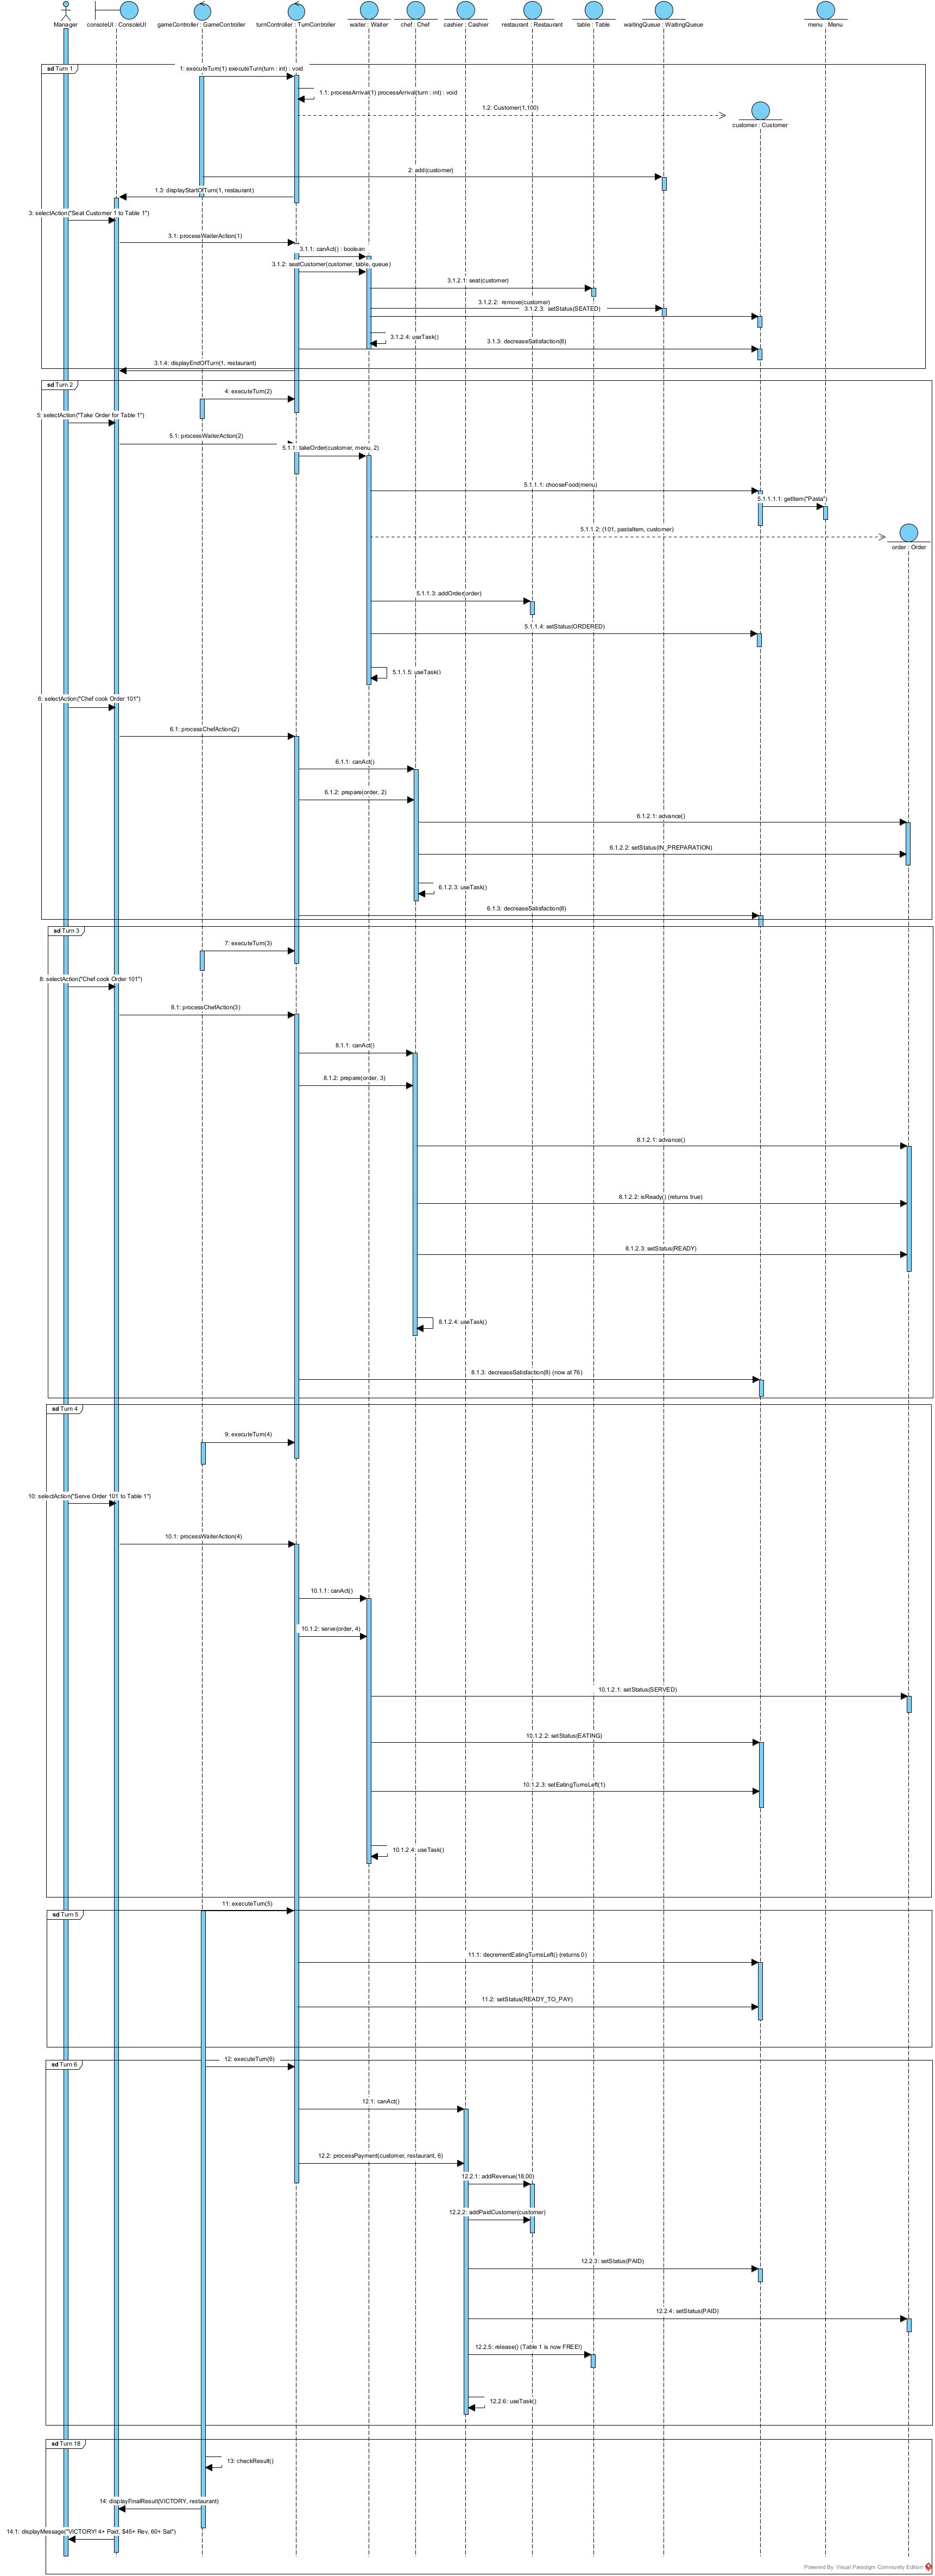 Manager
consoleUI : ConsoleUI
gameController : GameController
turnController : TurnController
waiter : Waiter
chef : Chef
cashier : Cashier
restaurant : Restaurant
table : Table
waitingQueue : WaitingQueue
menu : Menu
sd Turn 1
1: executeTurn(1) executeTurn(turn : int) : void
1.1: processArrival(1) processArrival(turn : int) : void
1.2: Customer(1,100)
customer : Customer
2: add(customer)
1.3: displayStartOfTurn(1, restaurant)
3: selectAction("Seat Customer 1 to Table 1")
3.1: processWaiterAction(1)
3.1.1: canAct() : boolean
3.1.2: seatCustomer(customer, table, queue)
3.1.2.1: seat(customer)
3.1.2.2: remove(customer)
3.1.2.3: setStatus(SEATED)
3.1.2.4: useTask()
3.1.3: decreaseSatisfaction(8)
3.1.4: displayEndOfTurn(1, restaurant)
sd Turn 2
4: executeTurn(2)
5: selectAction("Take Order for Table 1")
5.1: processWaiterAction(2)
5.1.1: takeOrder(customer, menu, 2)
5.1.1.1: chooseFood(menu)
5.1.1.1.1: getItem("Pasta")
5.1.1.2: (101, pastaItem, customer)
order : Order
5.1.1.3: addOrder(order)
5.1.1.4: setStatus(ORDERED)
5.1.1.5: useTask()
6: selectAction("Chef cook Order 101")
6.1: processChefAction(2)
6.1.1: canAct()
6.1.2: prepare(order, 2)
6.1.2.1: advance()
6.1.2.2: setStatus(IN_PREPARATION)
6.1.2.3: useTask()
6.1.3: decreaseSatisfaction(8)
sd Turn 3
7: executeTurn(3)
8: selectAction("Chef cook Order 101")
8.1: processChefAction(3)
8.1.1: canAct()
8.1.2: prepare(order, 3)
8.1.2.1: advance()
8.1.2.2: isReady() (returns true)
8.1.2.3: setStatus(READY)
8.1.2.4: useTask()
8.1.3: decreaseSatisfaction(8) (now at 76)
sd Turn 4
9: executeTurn(4)
10: selectAction("Serve Order 101 to Table 1")
10.1: processWaiterAction(4)
10.1.1: canAct()
10.1.2: serve(order, 4)
10.1.2.1: setStatus(SERVED)
10.1.2.2: setStatus(EATING)
10.1.2.3: setEatingTurnsLeft(1)
10.1.2.4: useTask()
11: executeTurn(5)
sd Turn 5
11.1: decrementEatingTurnsLeft() (returns 0)
11.2: setStatus(READY_TO_PAY)
12: executeTurn(6)
sd Turn 6
12.1: canAct()
12.2: processPayment(customer, restaurant, 6)
12.2.1: addRevenue(18.00)
12.2.2: addPaidCustomer(customer)
12.2.3: setStatus(PAID)
12.2.4: setStatus(PAID)
12.2.5: release() (Table 1 is now FREE!)
12.2.6: useTask()
sd Turn 18
13: checkResult()
14: displayFinalResult(VICTORY, restaurant)
14.1: displayMessage("VICTORY! 4+ Paid, $45+ Rev, 60+ Sat")
Powered By Visual Paradigm Community Edition